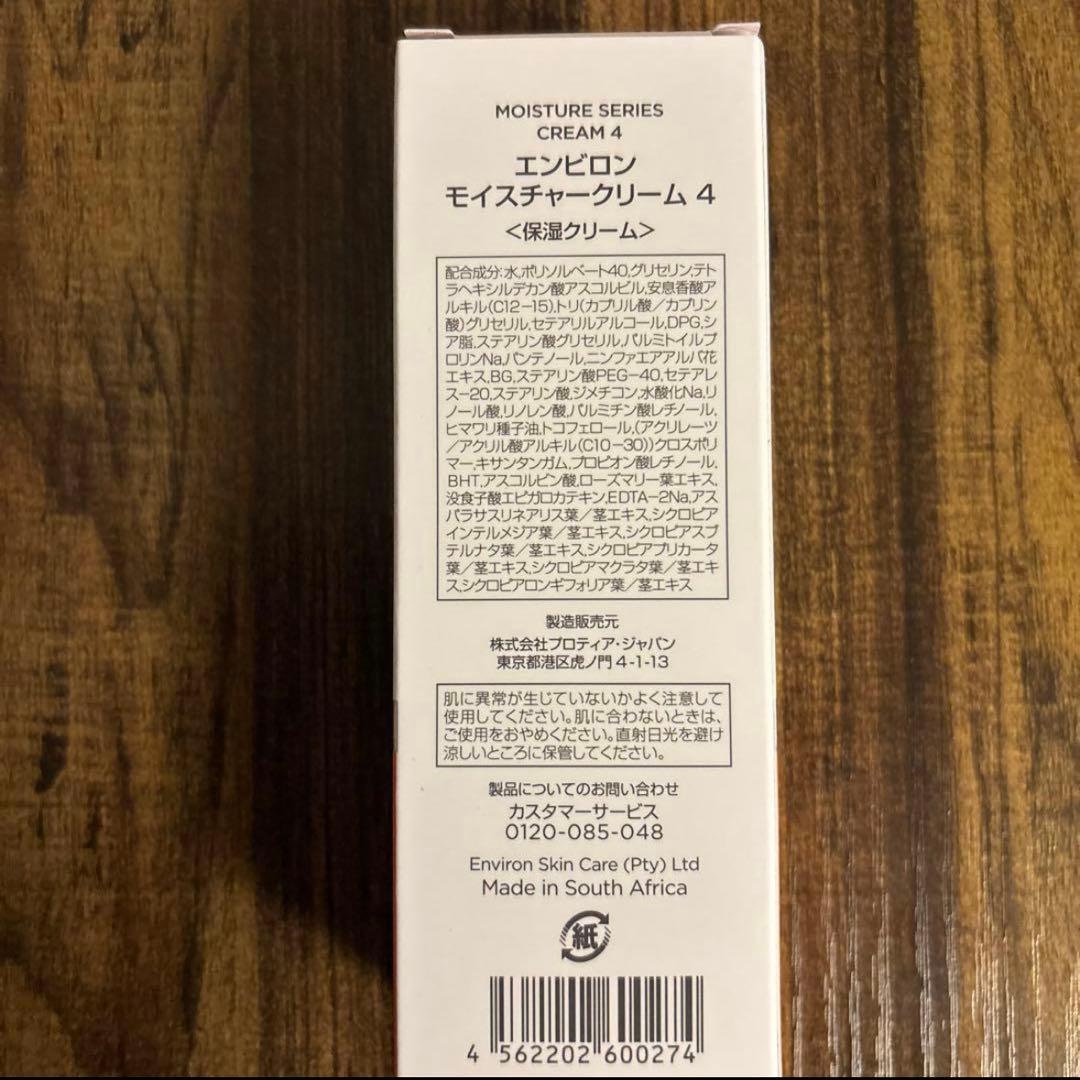 MOISTURE SERIES
CREAM 4
エンビロン
モイスチャークリーム 4
＜保湿クリーム＞
配合成分:水,ポリソルベート40,グリセリン,テト
ラヘキシルデカン酸アスコルビル,安息香酸ア
ルキル(C12−15),トリ(カプリル酸／カプリン
酸)グリセリル,セテアリルアルコール,DPG,シ
ア脂,ステアリン酸グリセリル,パルミトイルプ
ロリンNa,パンテノール,ニンファエアアルバ花
エキス,BG,ステアリン酸PEG−40,セテアレ
ス−20,ステアリン酸,ジメチコン,水酸化Na,リ
ノール酸,リノレン酸,パルミチン酸レチノール,
ヒマワリ種子油,トコフェロール,(アクリレーツ
／アクリル酸アルキル(C10−30))クロスポリ
マー,キサンタンガム,プロピオン酸レチノール,
BHT,アスコルビン酸,ローズマリー葉エキス,
没食子酸エピガロカテキン,EDTA−2Na,アス
パラサスリネアリス葉／茎エキス,シクロピア
インテルメジア葉／茎エキス,シクロピアスブ
テルナタ葉／茎エキス,シクロピアプリカータ
葉／茎エキス,シクロピアマクラタ葉／茎エキ
ス,シクロピアロンギフォリア葉／茎エキス
製造販売元
株式会社プロティア・ジャパン
東京都港区虎ノ門 4-1-13
肌に異常が生じていないかよく注意して
使用してください。肌に合わないときは、
ご使用をおやめください。直射日光を避け
涼しいところに保管してください。
製品についてのお問い合わせ
カスタマーサービス
0120-085-048
Environ Skin Care (Pty) Ltd
Made in South Africa
紙
4 562202 600274